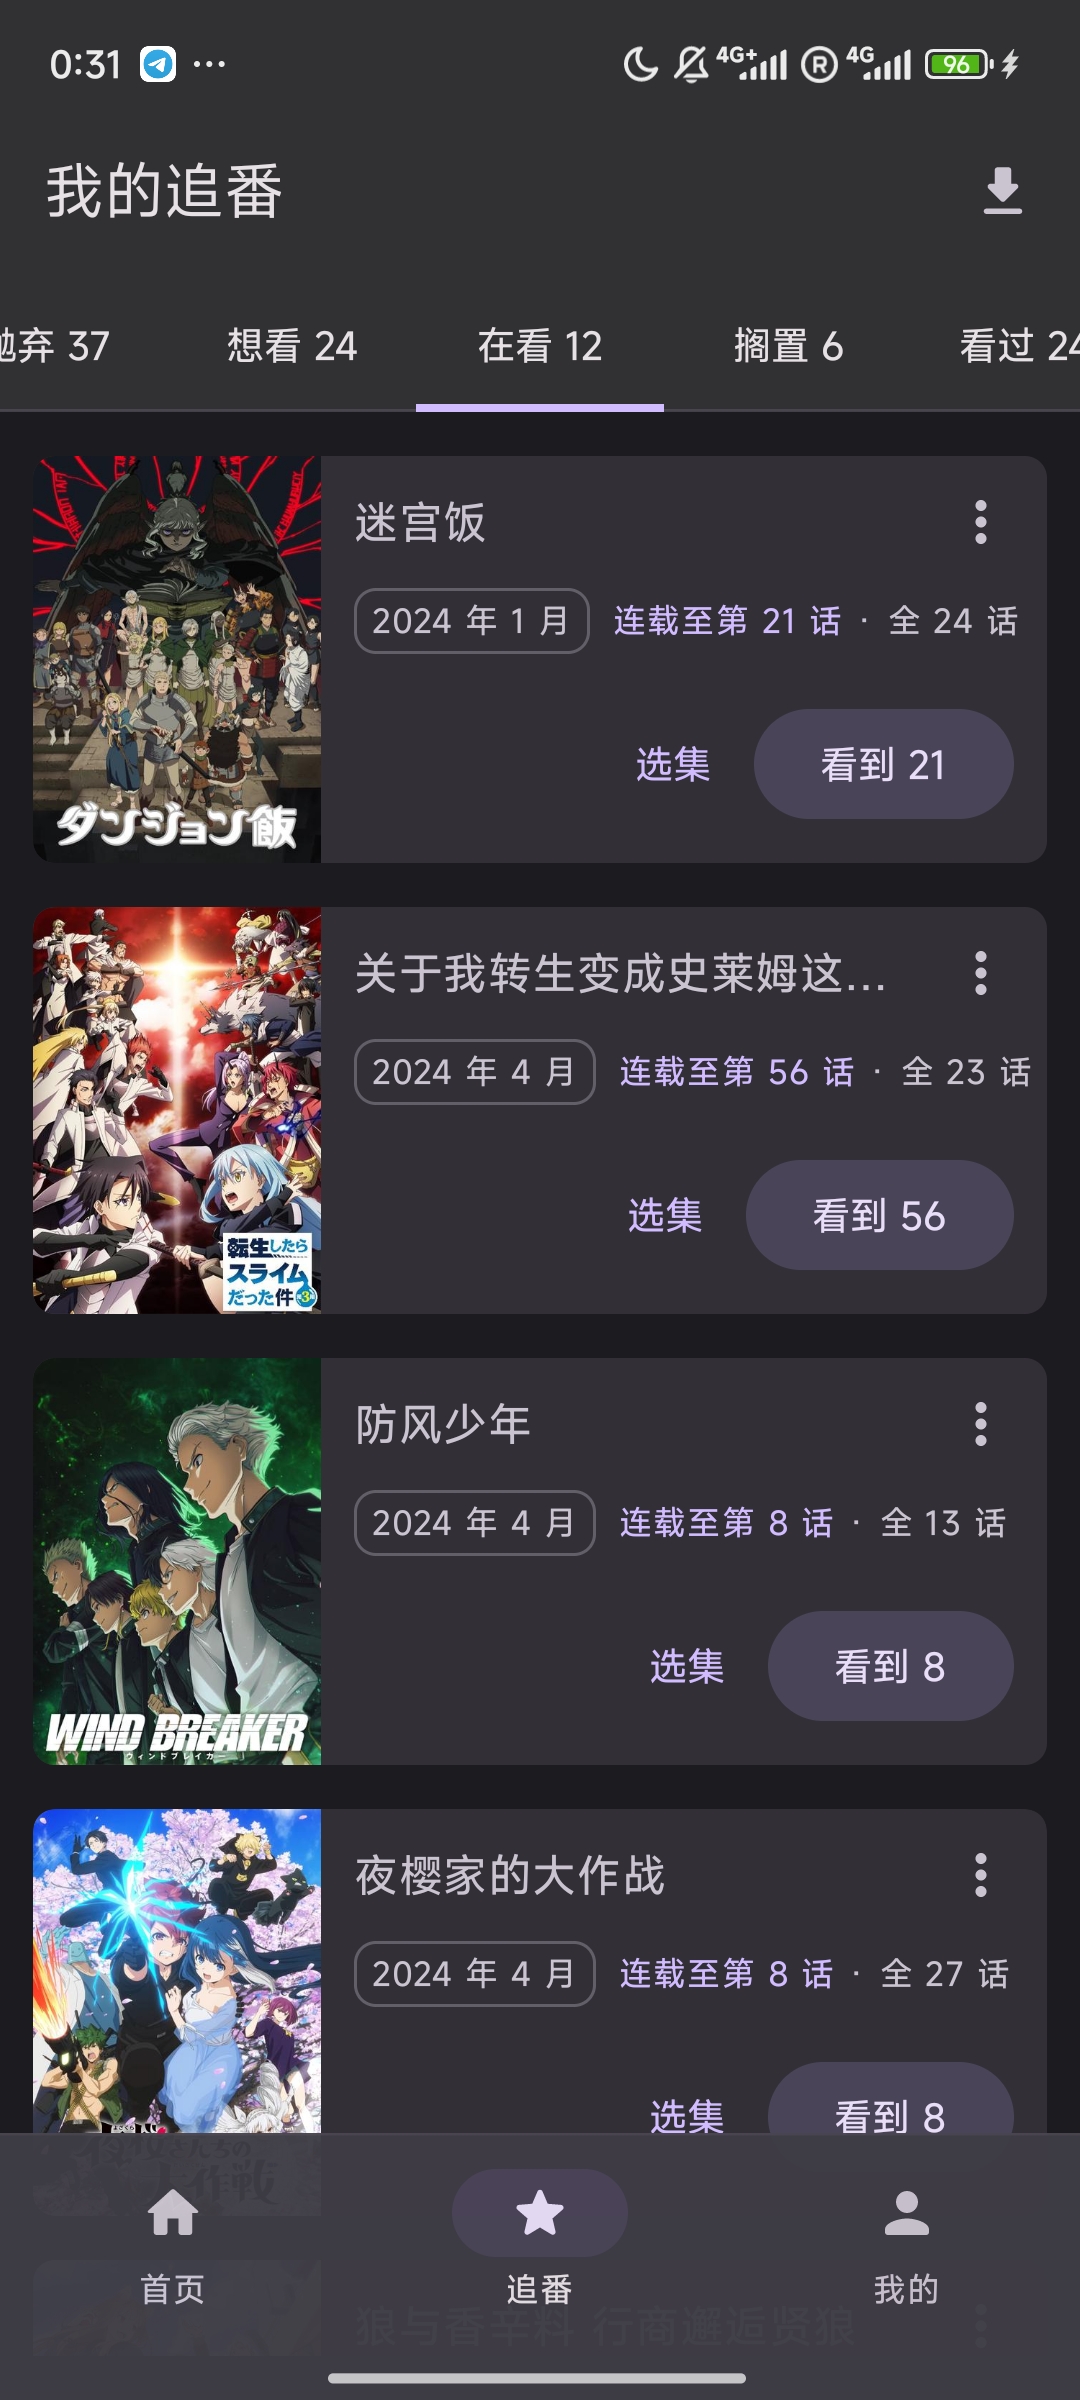 0:31 ··· 4G+ R 4G 96
我的追番
抛弃 37 想看 24 在看 12 搁置 6 看过 24
迷宫饭
2024 年 1 月 连载至第 21 话 · 全 24 话
选集 看到 21
ダンジョン飯
关于我转生变成史莱姆这...
2024 年 4 月 连载至第 56 话 · 全 23 话
选集 看到 56
転生したら
スライム
だった件
防风少年
2024 年 4 月 连载至第 8 话 · 全 13 话
选集 看到 8
WIND BREAKER
ウィンドブレイカー
夜樱家的大作战
2024 年 4 月 连载至第 8 话 · 全 27 话
选集 看到 8
大作戦
首页 追番 我的
狼与香辛料 行商邂逅贤狼